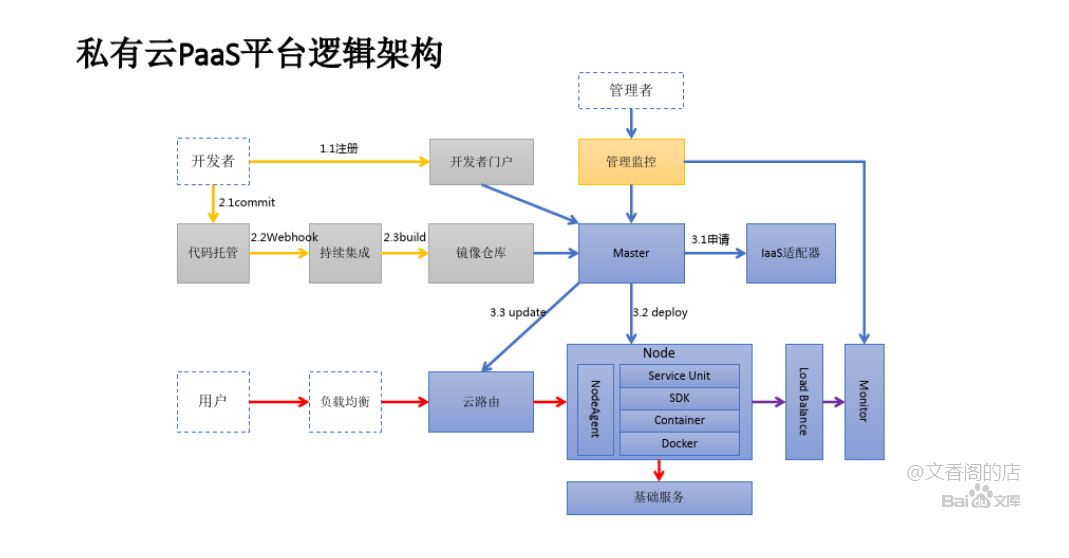 私有云PaaS平台逻辑架构
管理者
开发者
1.1注册
开发者门户
管理监控
2.1commit
代码托管
2.2Webhook
持续集成
2.3build
镜像仓库
Master
3.1申请
IaaS适配器
3.3 update
3.2 deploy
用户
负载均衡
云路由
Node
NodeAgent
Service Unit
SDK
Container
Docker
Load Balance
Monitor
基础服务
@文香阁的店
Bai du 文库